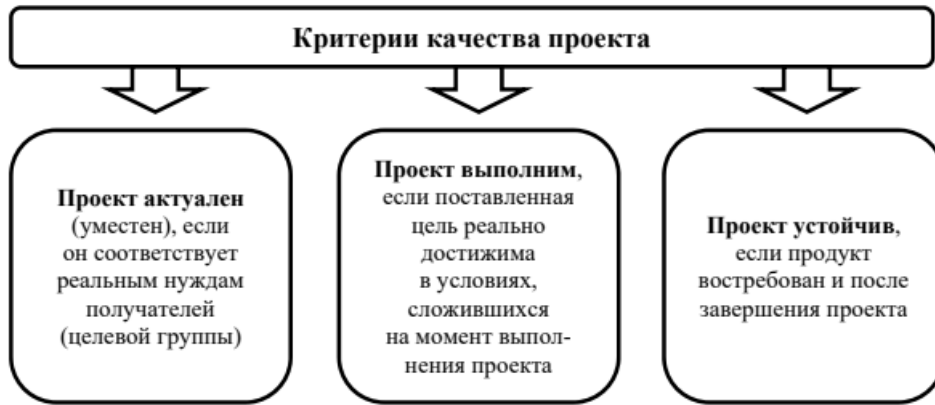 Критерии качества проекта
Проект актуален
(уместен), если
он соответствует
реальным нуждам
получателей
(целевой группы)
Проект выполним,
если поставленная
цель реально
достижима
в условиях,
сложившихся
на момент выпол-
нения проекта
Проект устойчив,
если продукт
востребован и после
завершения проекта